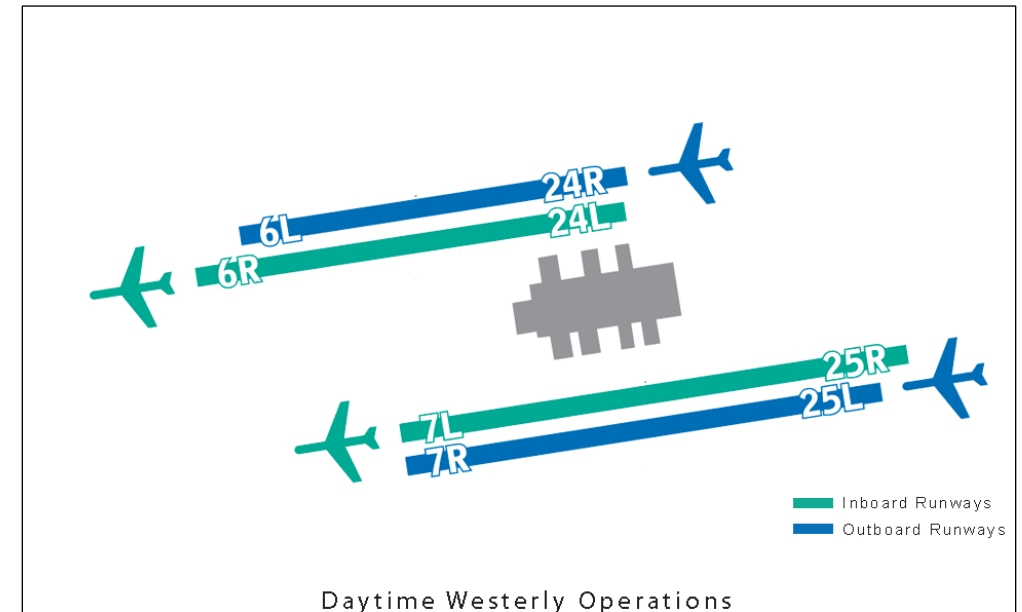 24R
24L
6L
6R
25R
25L
7L
7R
Inboard Runways
Outboard Runways
Daytime Westerly Operations